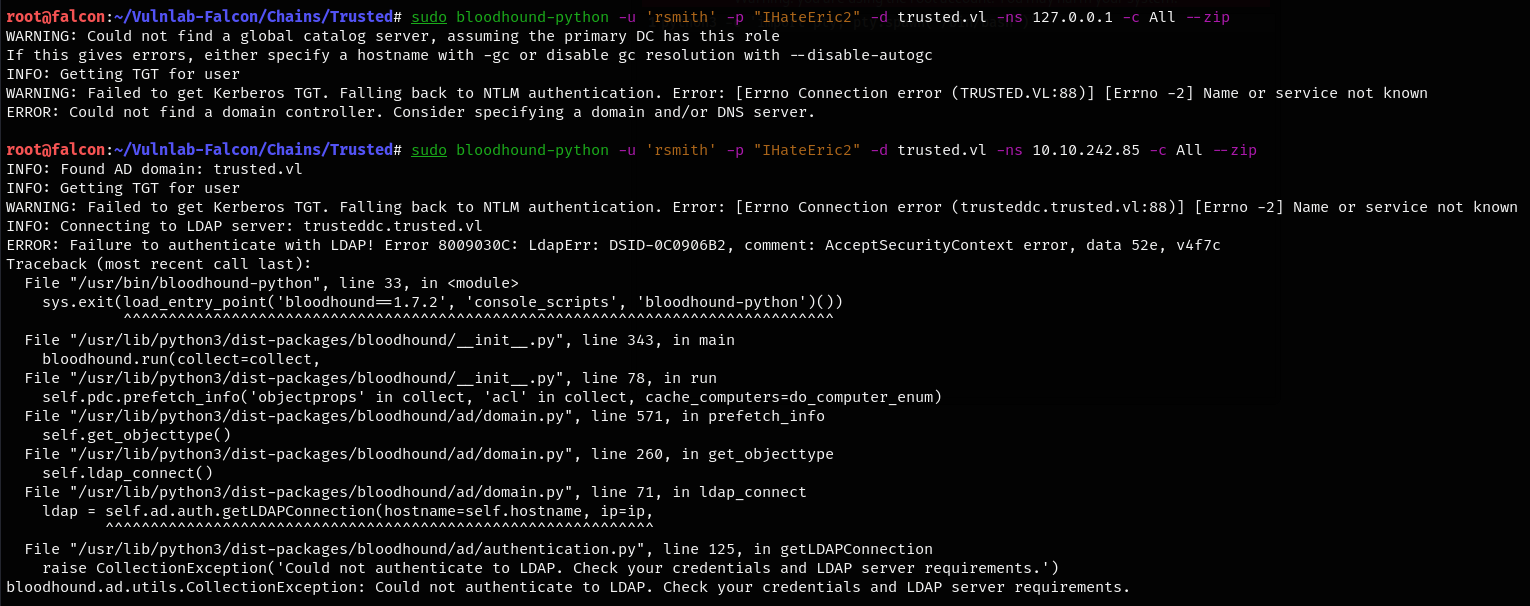 root@falcon:~/Vulnlab-Falcon/Chains/Trusted# sudo bloodhound-python -u 'rsmith' -p "IHateEric2" -d trusted.vl -ns 127.0.0.1 -c All --zip
WARNING: Could not find a global catalog server, assuming the primary DC has this role
If this gives errors, either specify a hostname with -gc or disable gc resolution with --disable-autogc
INFO: Getting TGT for user
WARNING: Failed to get Kerberos TGT. Falling back to NTLM authentication. Error: [Errno Connection error (TRUSTED.VL:88)] [Errno -2] Name or service not known
ERROR: Could not find a domain controller. Consider specifying a domain and/or DNS server.
root@falcon:~/Vulnlab-Falcon/Chains/Trusted# sudo bloodhound-python -u 'rsmith' -p "IHateEric2" -d trusted.vl -ns 10.10.242.85 -c All --zip
INFO: Found AD domain: trusted.vl
INFO: Getting TGT for user
WARNING: Failed to get Kerberos TGT. Falling back to NTLM authentication. Error: [Errno Connection error (trusteddc.trusted.vl:88)] [Errno -2] Name or service not known
INFO: Connecting to LDAP server: trusteddc.trusted.vl
ERROR: Failure to authenticate with LDAP! Error 8009030C: LdapErr: DSID-0C0906B2, comment: AcceptSecurityContext error, data 52e, v4f7c
Traceback (most recent call last):
  File "/usr/bin/bloodhound-python", line 33, in <module>
    sys.exit(load_entry_point('bloodhound==1.7.2', 'console_scripts', 'bloodhound-python')())
             ^^^^^^^^^^^^^^^^^^^^^^^^^^^^^^^^^^^^^^^^^^^^^^^^^^^^^^^^^^^^^^^^^^^^^^^^^^^^^^^
  File "/usr/lib/python3/dist-packages/bloodhound/__init__.py", line 343, in main
    bloodhound.run(collect=collect,
  File "/usr/lib/python3/dist-packages/bloodhound/__init__.py", line 78, in run
    self.pdc.prefetch_info('objectprops' in collect, 'acl' in collect, cache_computers=do_computer_enum)
  File "/usr/lib/python3/dist-packages/bloodhound/ad/domain.py", line 571, in prefetch_info
    self.get_objecttype()
  File "/usr/lib/python3/dist-packages/bloodhound/ad/domain.py", line 260, in get_objecttype
    self.ldap_connect()
  File "/usr/lib/python3/dist-packages/bloodhound/ad/domain.py", line 71, in ldap_connect
    ldap = self.ad.auth.getLDAPConnection(hostname=self.hostname, ip=ip,
           ^^^^^^^^^^^^^^^^^^^^^^^^^^^^^^^^^^^^^^^^^^^^^^^^^^^^^^^^^^^^^
  File "/usr/lib/python3/dist-packages/bloodhound/ad/authentication.py", line 125, in getLDAPConnection
    raise CollectionException('Could not authenticate to LDAP. Check your credentials and LDAP server requirements.')
bloodhound.ad.utils.CollectionException: Could not authenticate to LDAP. Check your credentials and LDAP server requirements.